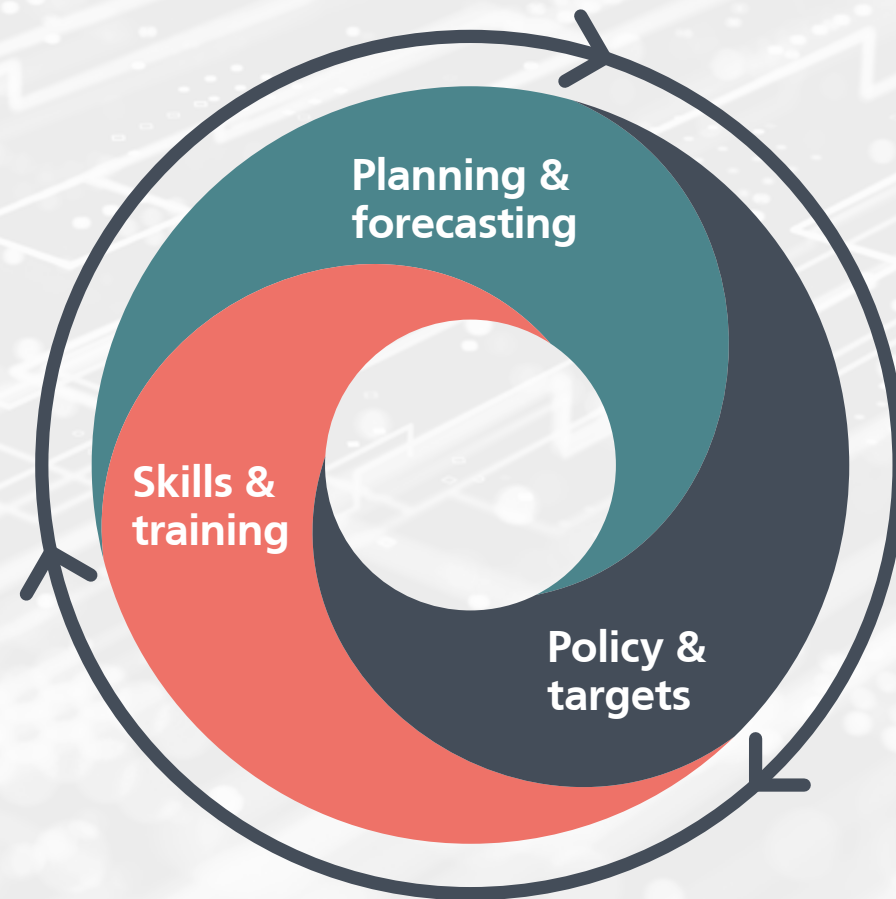 Planning &
forecasting
Skills &
training
Policy &
targets